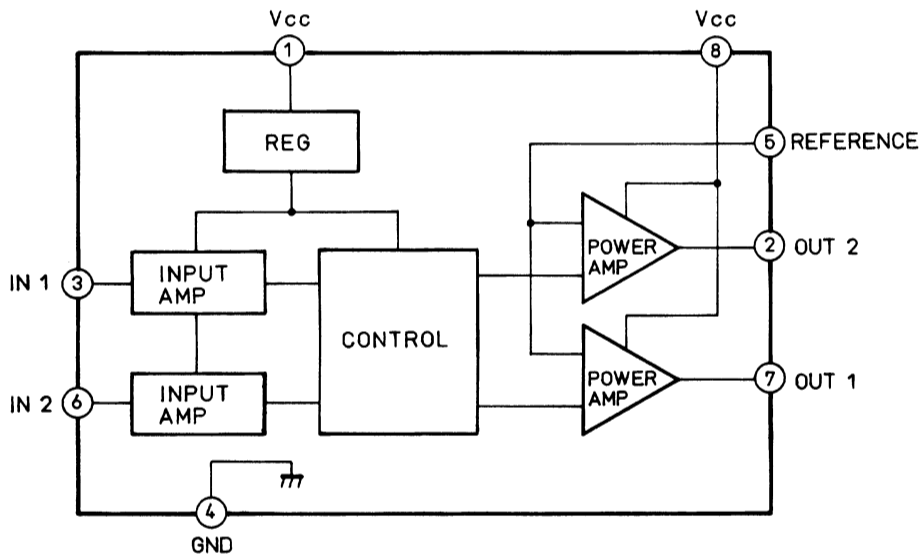 Vcc
Vcc
1
8
REG
5 REFERENCE
POWER
AMP
2 OUT 2
IN 1 3
INPUT
AMP
CONTROL
POWER
AMP
7 OUT 1
IN 2 6
INPUT
AMP
4
GND